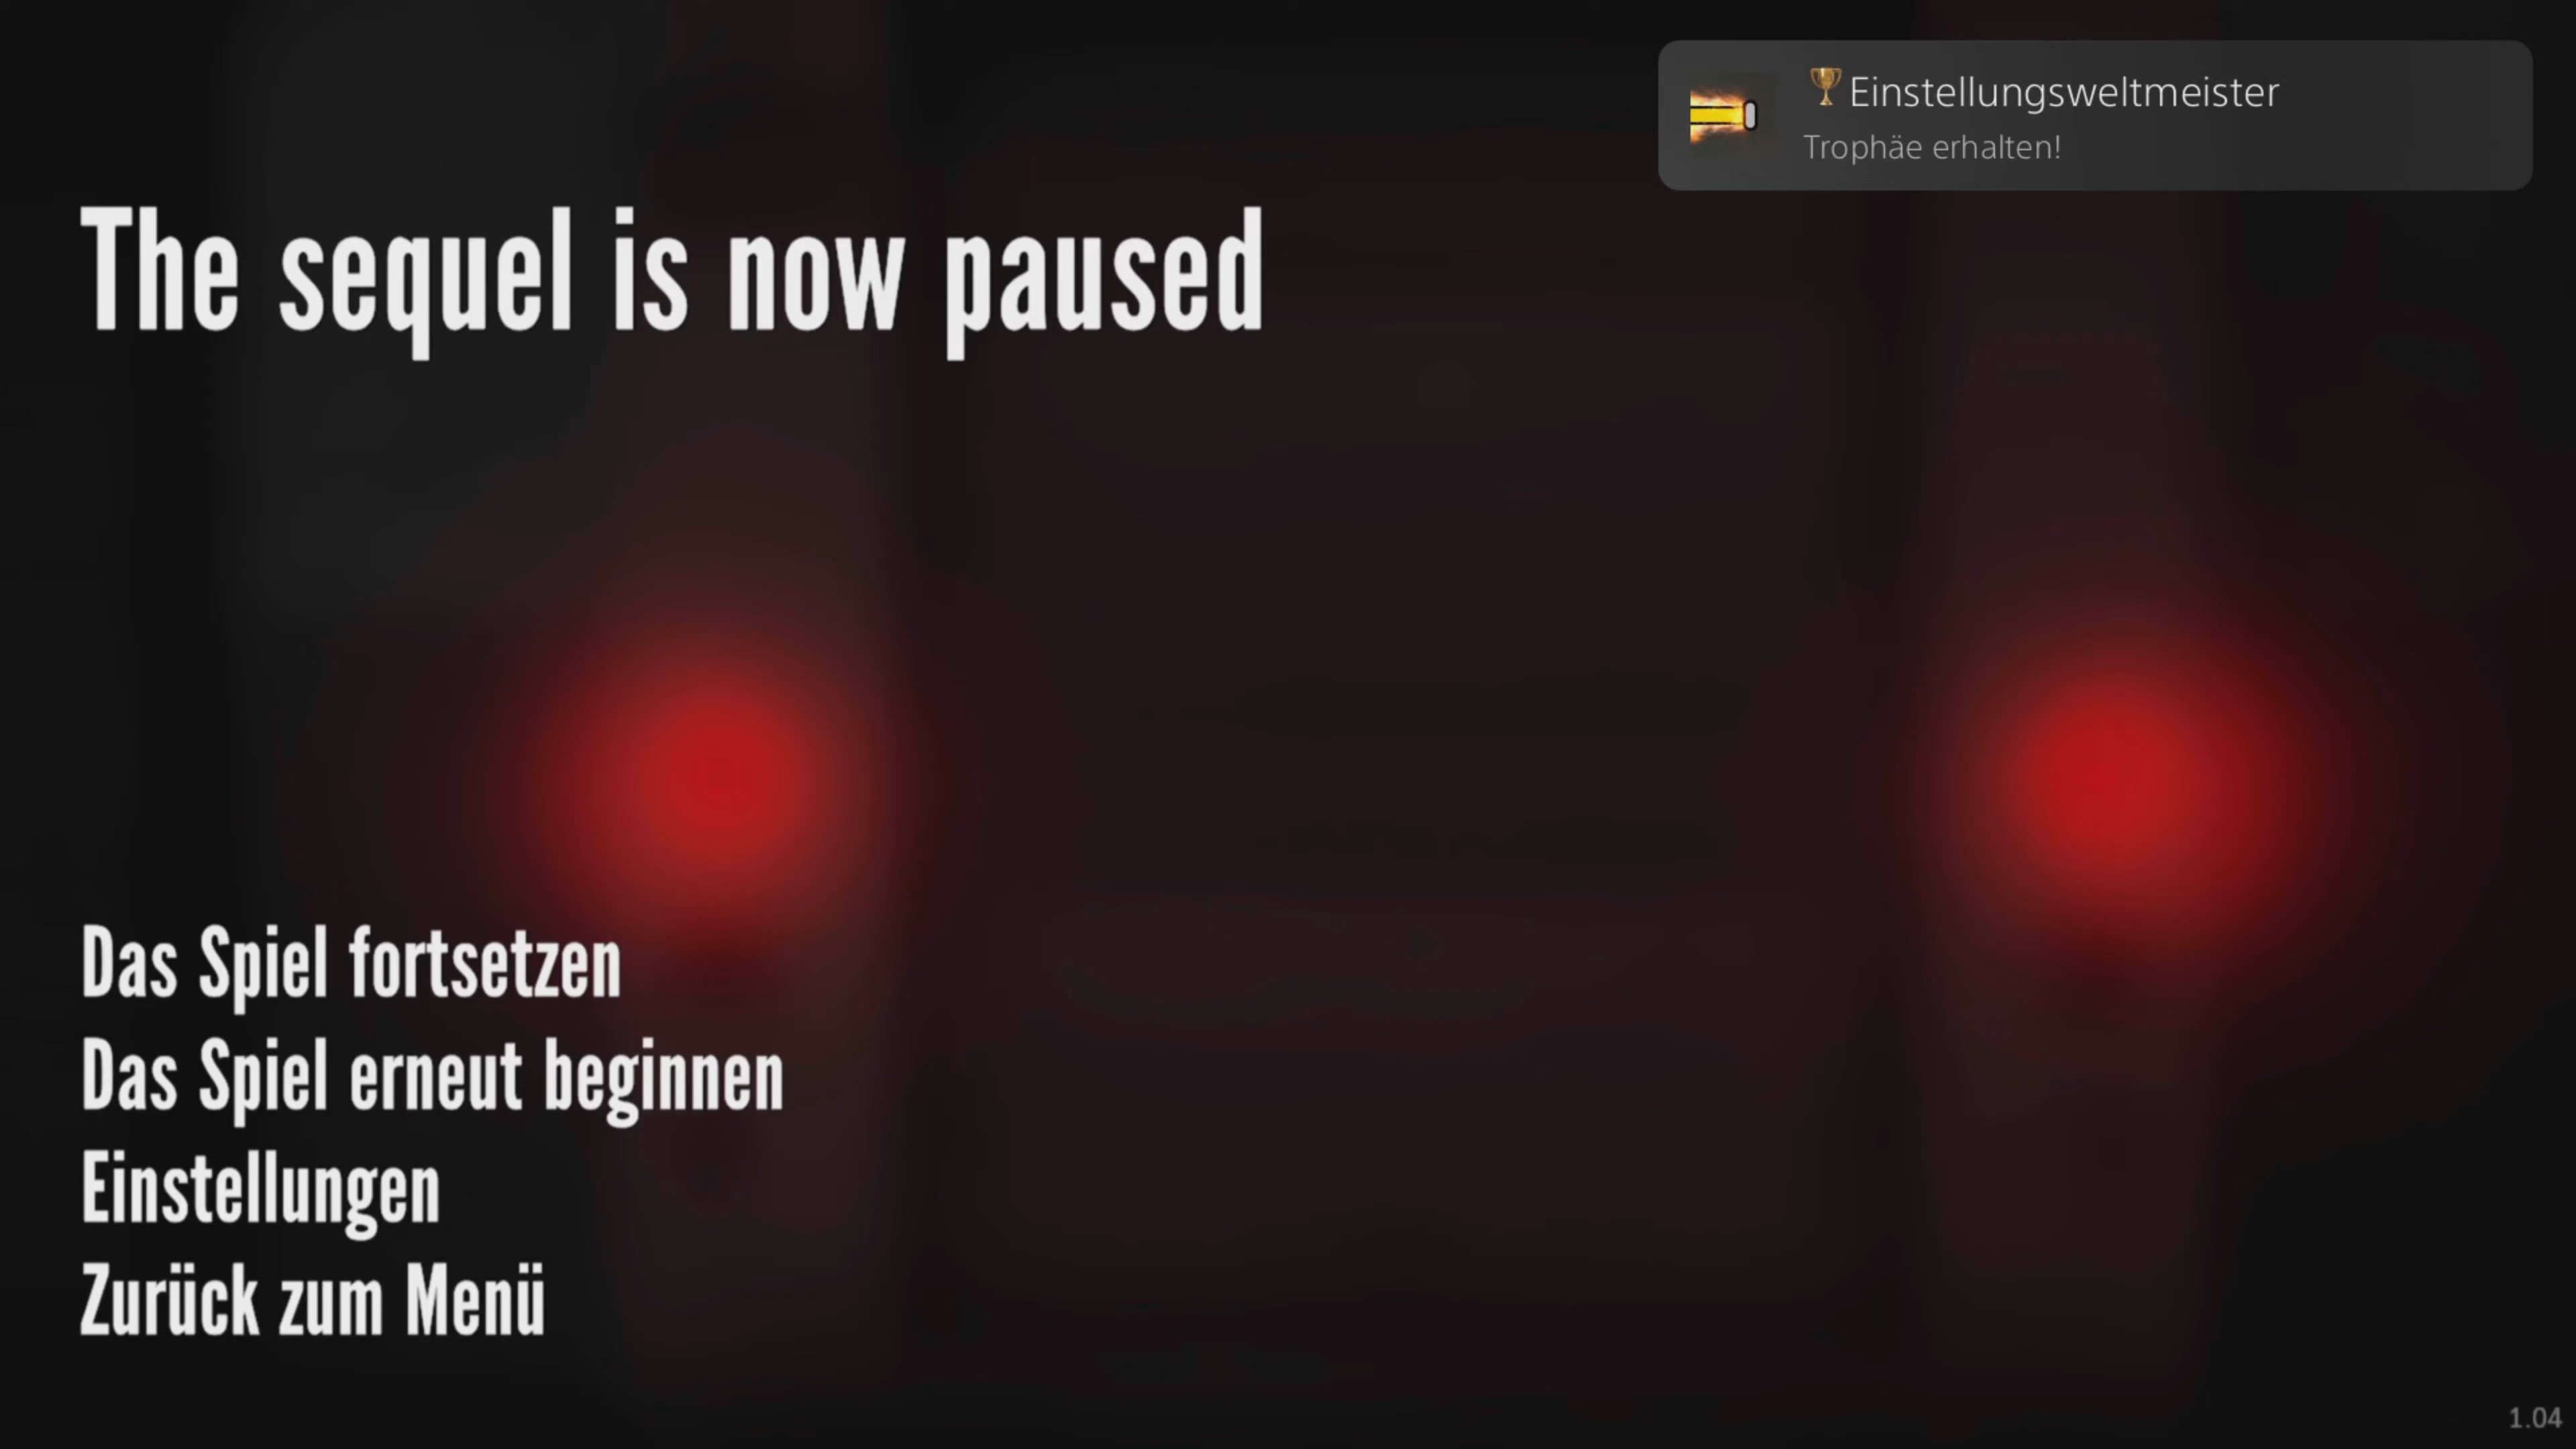 Einstellungsweltmeister
Trophäe erhalten!
The sequel is now paused
Das Spiel fortsetzen
Das Spiel erneut beginnen
Einstellungen
Zurück zum Menü
1.04